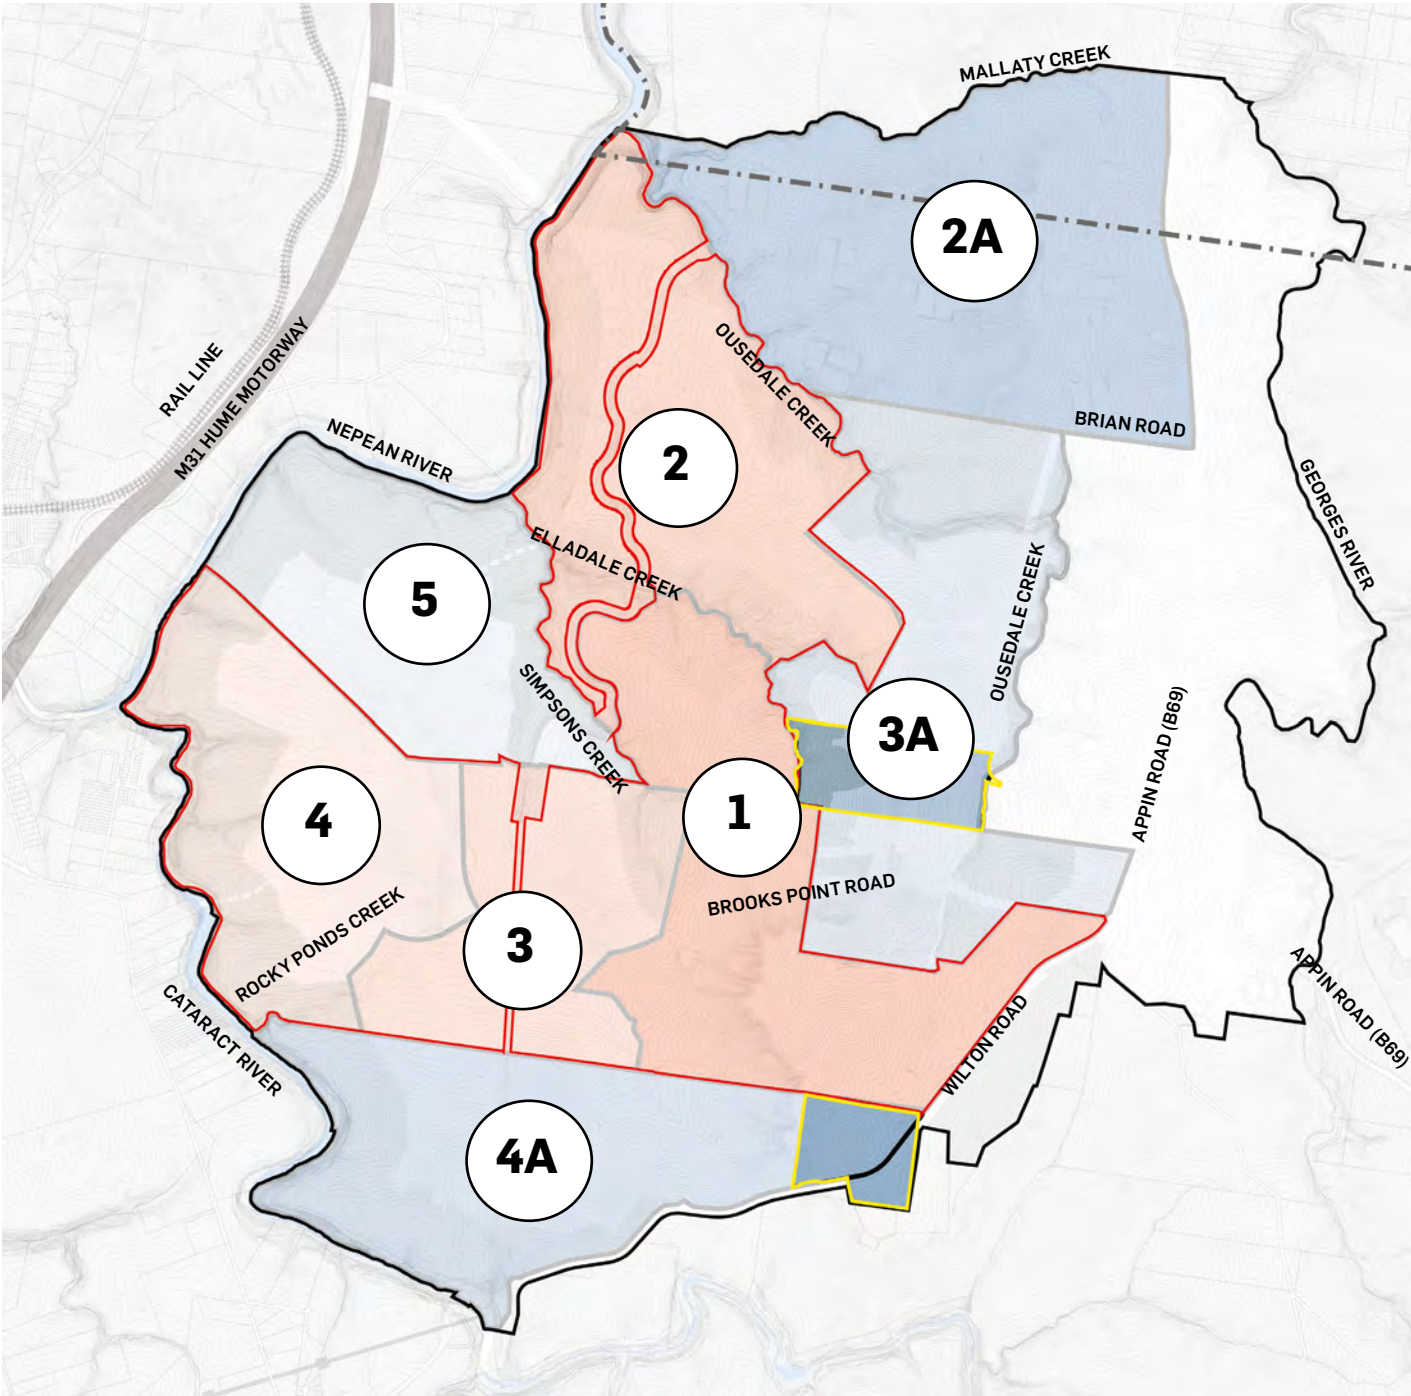 MALLATY CREEK
2A
RAIL LINE
M31 HUME MOTORWAY
OUSEDALE CREEK
BRIAN ROAD
NEPEAN RIVER
2
GEORGES RIVER
ELLADALE CREEK
5
OUSEDALE CREEK
SIMPSONS CREEK
3A
APPIN ROAD (B69)
4
1
BROOKS POINT ROAD
ROCKY PONDS CREEK
3
APPIN ROAD (B69)
CATARACT RIVER
WILTON ROAD
4A